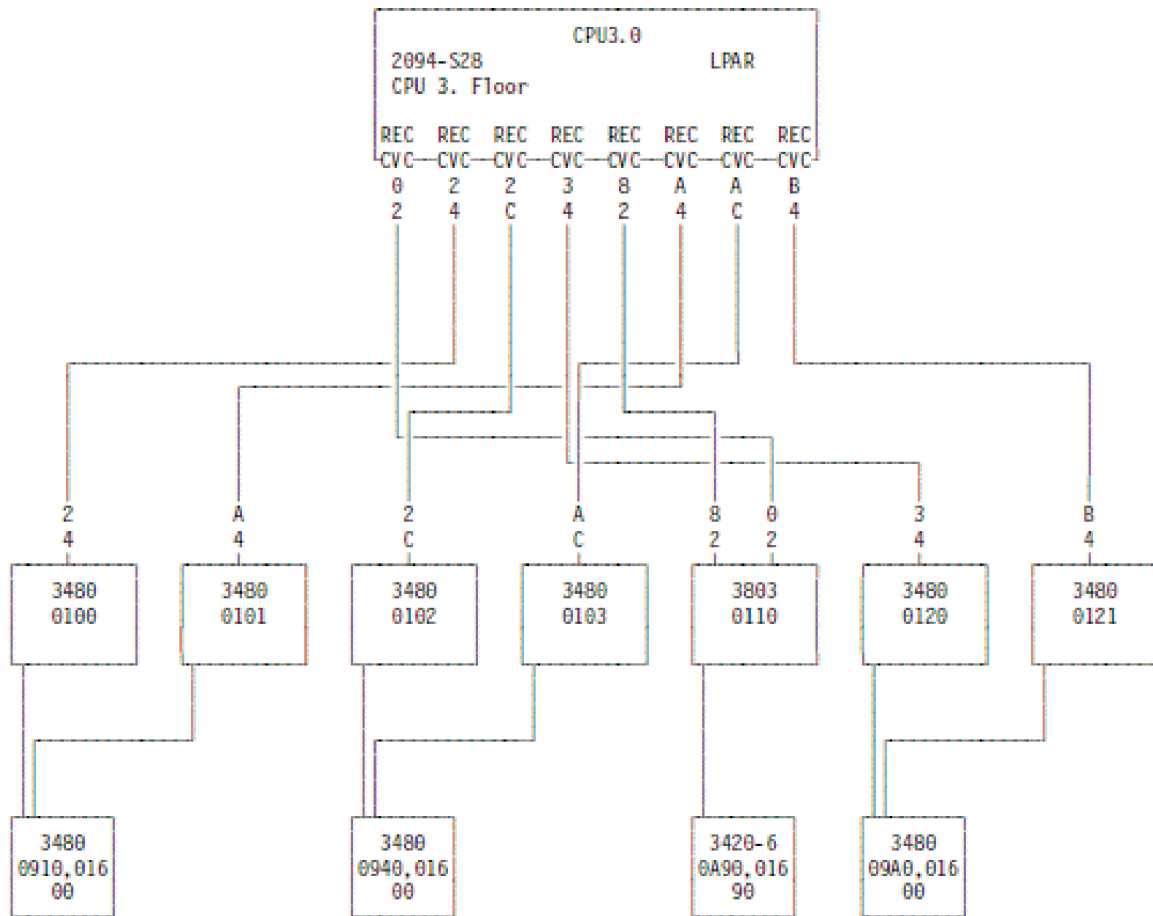 CPU3.0
2094-S28 LPAR
CPU 3. Floor
REC REC REC REC REC REC REC REC
CVC CVC CVC CVC CVC CVC CVC CVC
0 2 2 3 8 A A B
2 4 C 4 2 4 C 4
2 A 2 A 8 0 3 B
4 4 C C 2 2 4 4
3480 3480 3480 3480 3803 3480 3480
0100 0101 0102 0103 0110 0120 0121
3480 3480 3420-6 3480
0910,016 0940,016 0A90,016 09A0,016
00 00 90 00